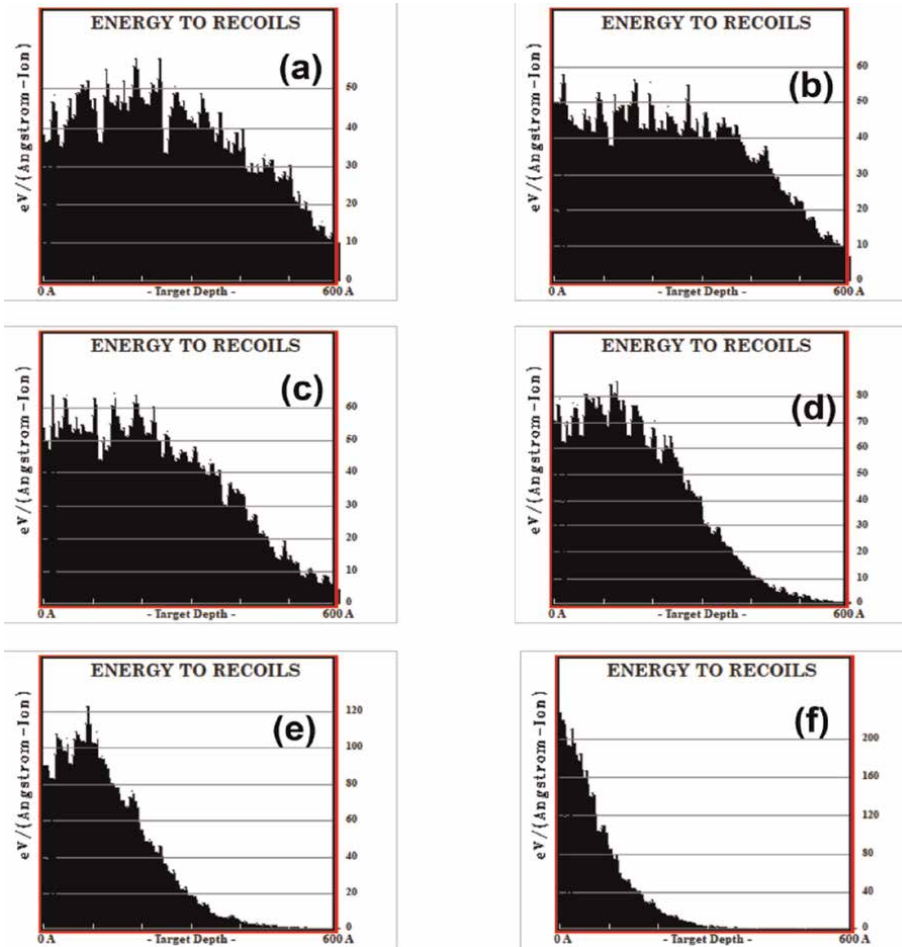 ENERGY TO RECOILS
(a)
eV/(Angstrom-Ion)
50
40
30
20
10
0
0 A - Target Depth - 600 A
ENERGY TO RECOILS
(b)
eV/(Angstrom-Ion)
60
50
40
30
20
10
0
0 A - Target Depth - 600 A
ENERGY TO RECOILS
(c)
eV/(Angstrom-Ion)
60
50
40
30
20
10
0
0 A - Target Depth - 600 A
ENERGY TO RECOILS
(d)
eV/(Angstrom-Ion)
80
70
60
50
40
30
20
10
0
0 A - Target Depth - 600 A
ENERGY TO RECOILS
(e)
eV/(Angstrom-Ion)
120
100
80
60
40
20
0
0 A - Target Depth - 600 A
ENERGY TO RECOILS
(f)
eV/(Angstrom-Ion)
200
160
120
80
40
0
0 A - Target Depth - 600 A